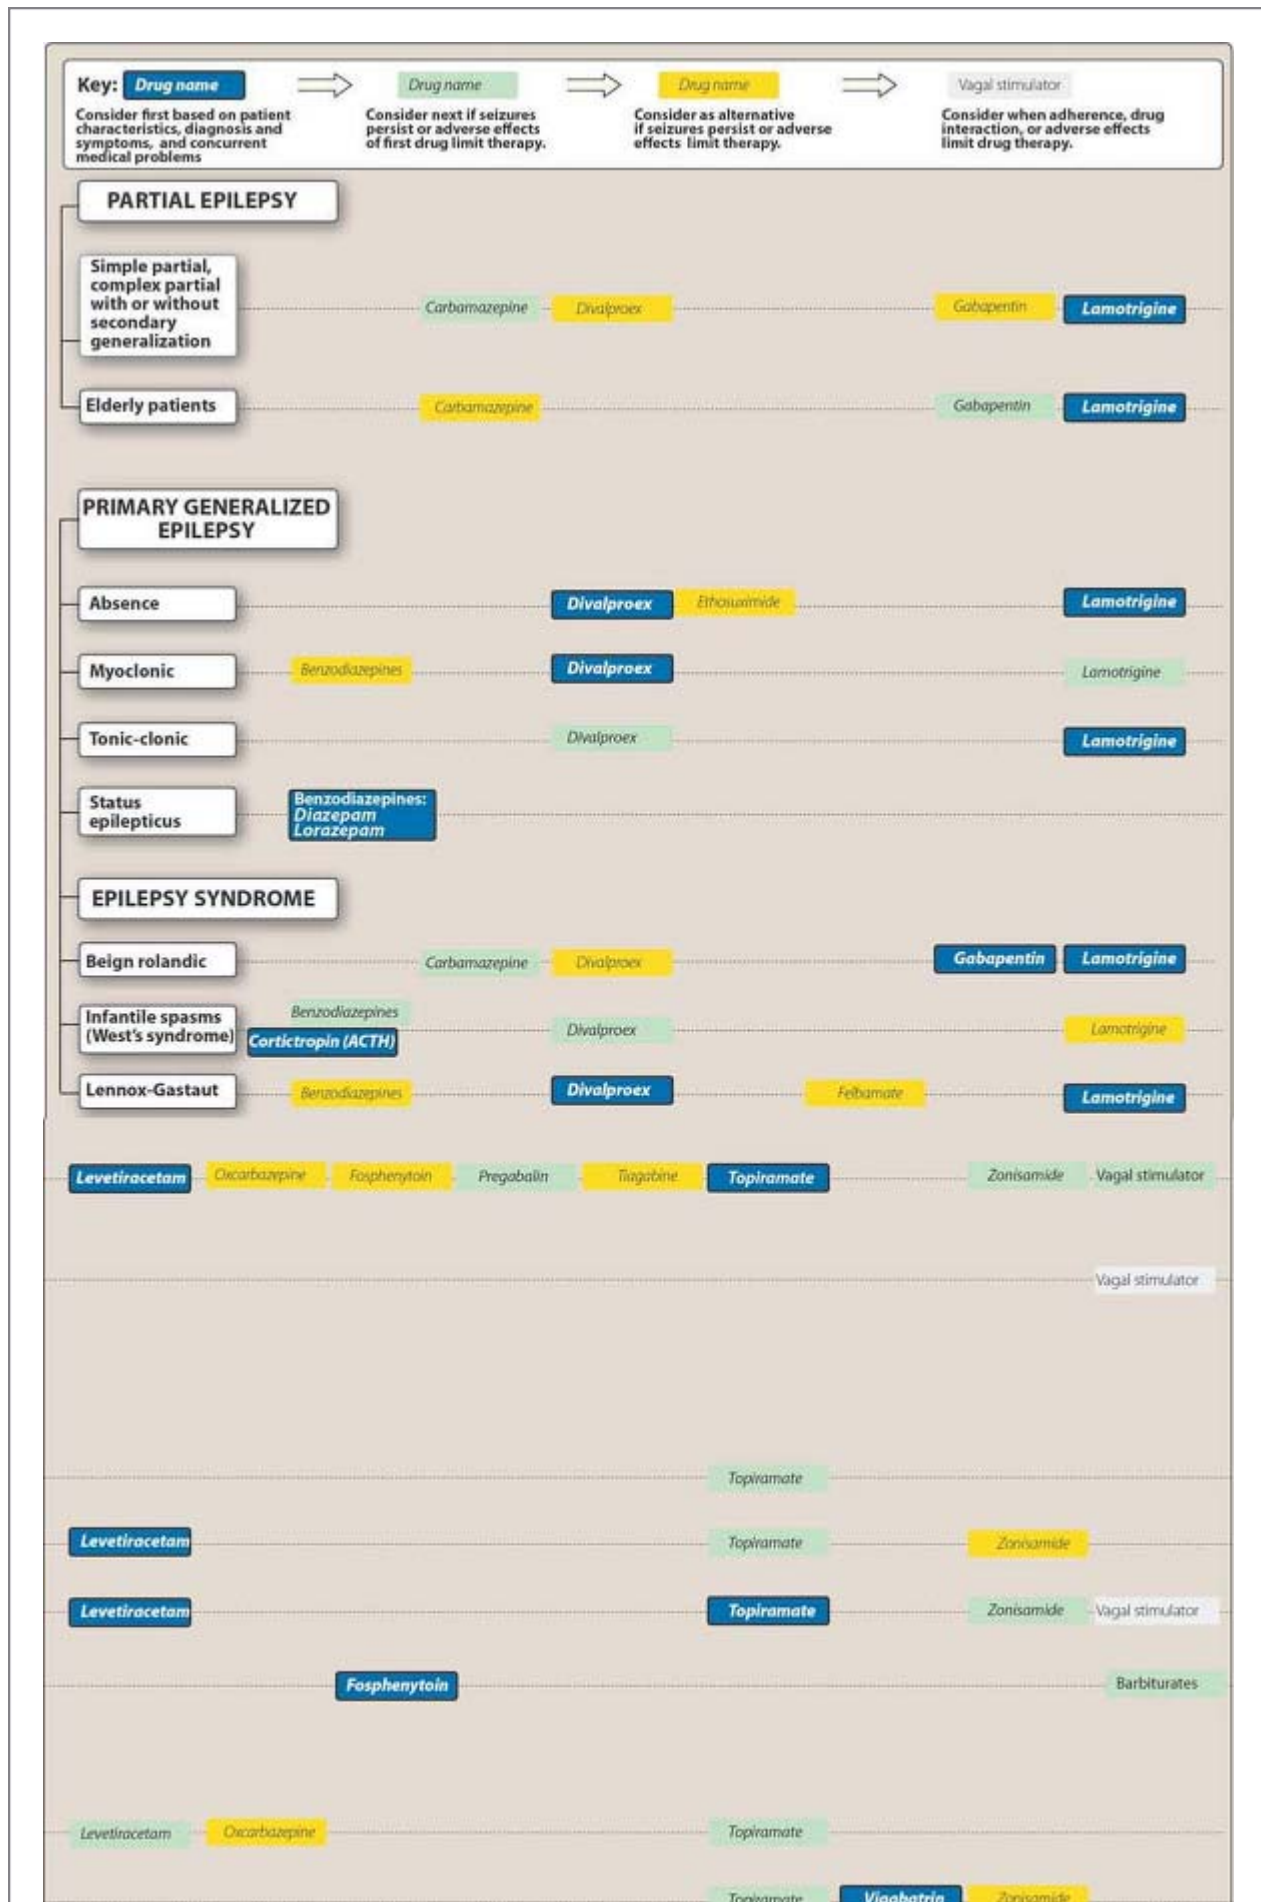 Key: Drug name
Drug name
Drug name
Vagal stimulator
Consider first based on patient
characteristics, diagnosis and
symptoms, and concurrent
medical problems
Consider next if seizures
persist or adverse effects
of first drug limit therapy.
Consider as alternative
if seizures persist or adverse
effects limit therapy.
Consider when adherence, drug
interaction, or adverse effects
limit drug therapy.
PARTIAL EPILEPSY
Simple partial,
complex partial
with or without
secondary
generalization
Carbamazepine Divalproex Gabapentin Lamotrigine
Elderly patients Carbamazepine Gabapentin Lamotrigine
PRIMARY GENERALIZED
EPILEPSY
Absence Divalproex Ethosuximide Lamotrigine
Myoclonic Benzodiazepines Divalproex Lamotrigine
Tonic-clonic Divalproex Lamotrigine
Status
epilepticus
Benzodiazepines:
Diazepam
Lorazepam
EPILEPSY SYNDROME
Beign rolandic Carbamazepine Divalproex Gabapentin Lamotrigine
Infantile spasms
(West's syndrome)
Benzodiazepines
Cortictropin (ACTH)
Divalproex Lamotrigine
Lennox-Gastaut Benzodiazepines Divalproex Felbamate Lamotrigine
Levetiracetam Oxcarbazepine Fosphenytoin Pregabalin Tiagabine Topiramate Zonisamide Vagal stimulator
Vagal stimulator
Topiramate
Levetiracetam Topiramate Zonisamide
Levetiracetam Topiramate Zonisamide Vagal stimulator
Fosphenytoin Barbiturates
Levetiracetam Oxcarbazepine Topiramate
Topiramate Vigabatrin Zonisamide